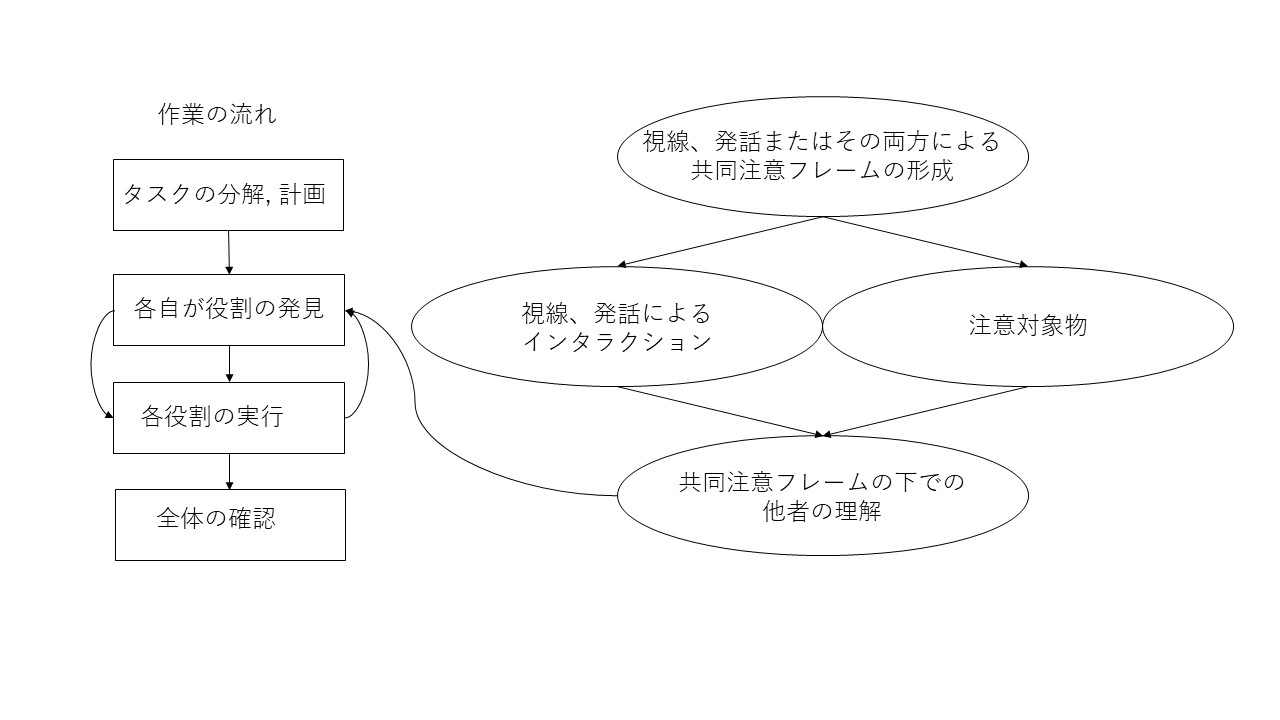 作業の流れ
タスクの分解, 計画
各自が役割の発見
各役割の実行
全体の確認
視線、発話またはその両方による
共同注意フレームの形成
視線、発話による
インタラクション
注意対象物
共同注意フレームの下での
他者の理解